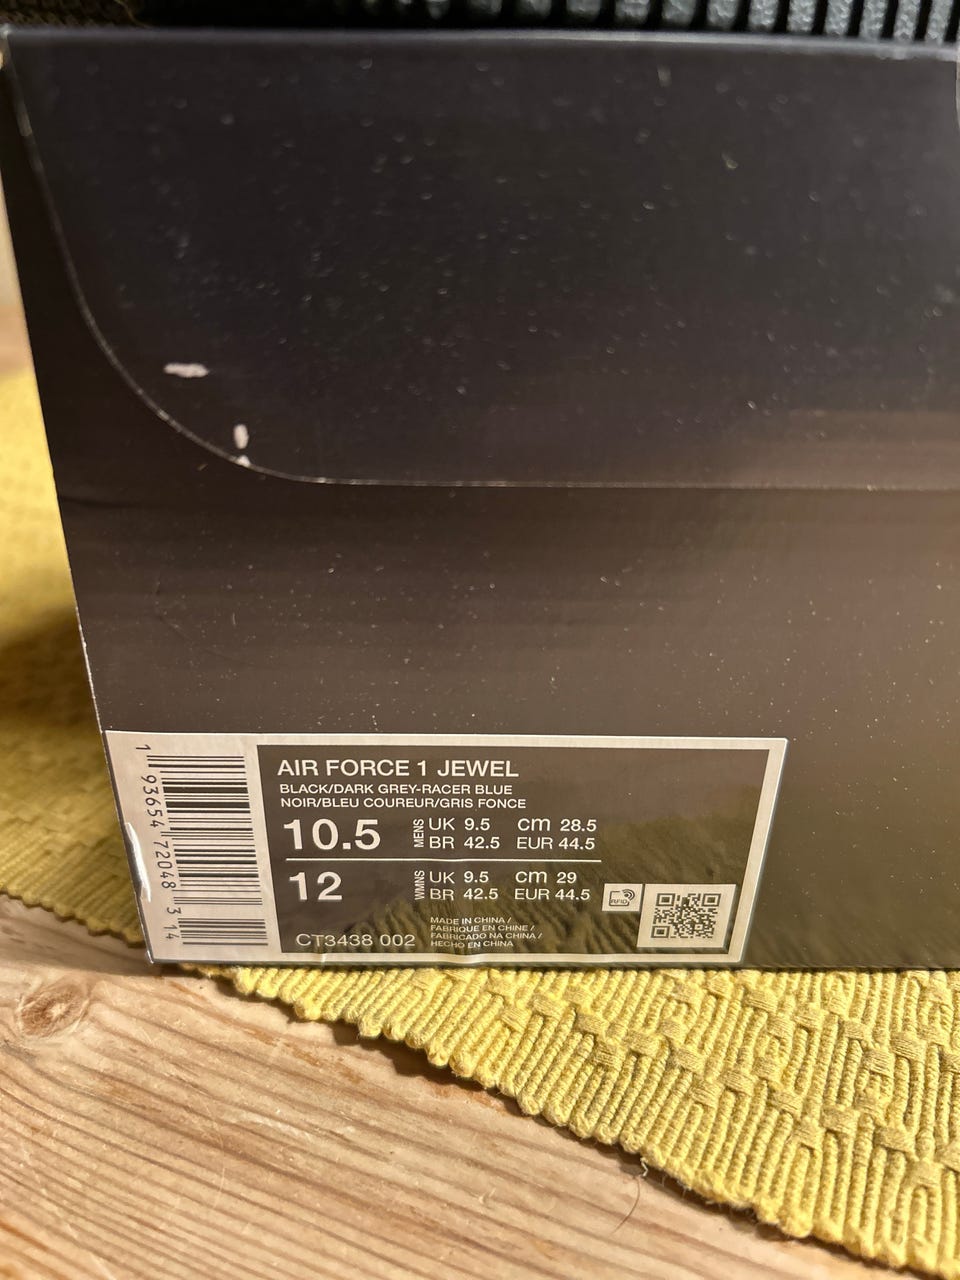 AIR FORCE 1 JEWEL
BLACK/DARK GREY-RACER BLUE
NOIR/BLEU COUREUR/GRIS FONCE
10.5 MENS UK 9.5 cm 28.5
BR 42.5 EUR 44.5
12 WMNS UK 9.5 cm 29
BR 42.5 EUR 44.5
RFID
MADE IN CHINA /
FABRIQUE EN CHINE /
FABRICADO NA CHINA /
HECHO EN CHINA
CT3438 002
1 93654 72048 3 14